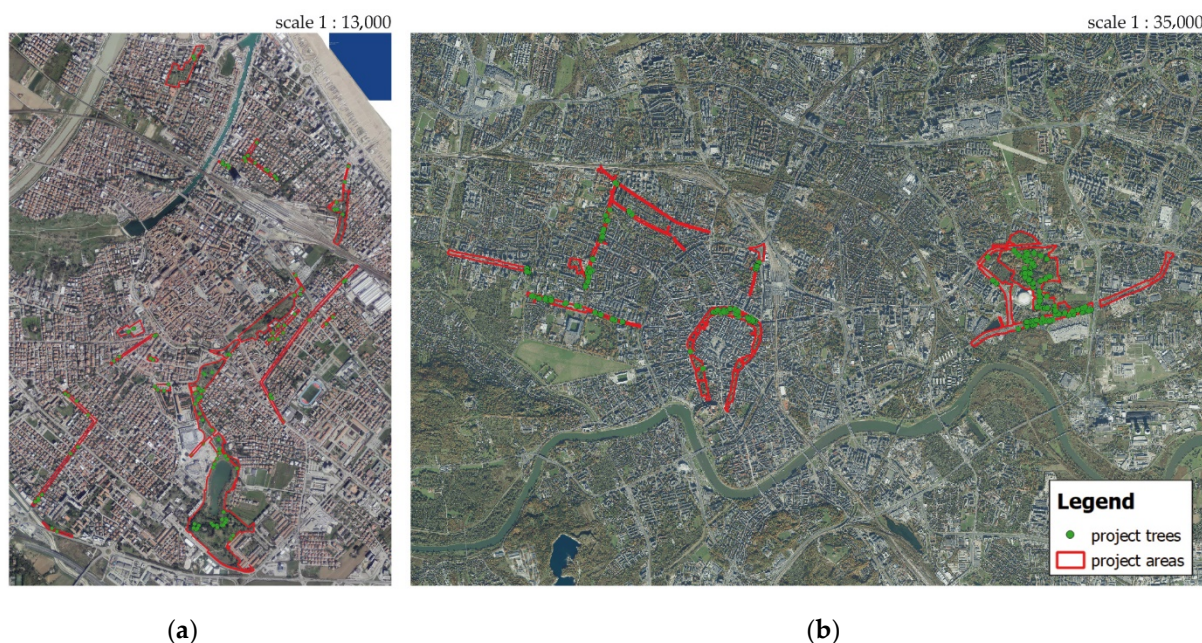 scale 1 : 13,000
scale 1 : 35,000
Legend
project trees
project areas
(a)
(b)